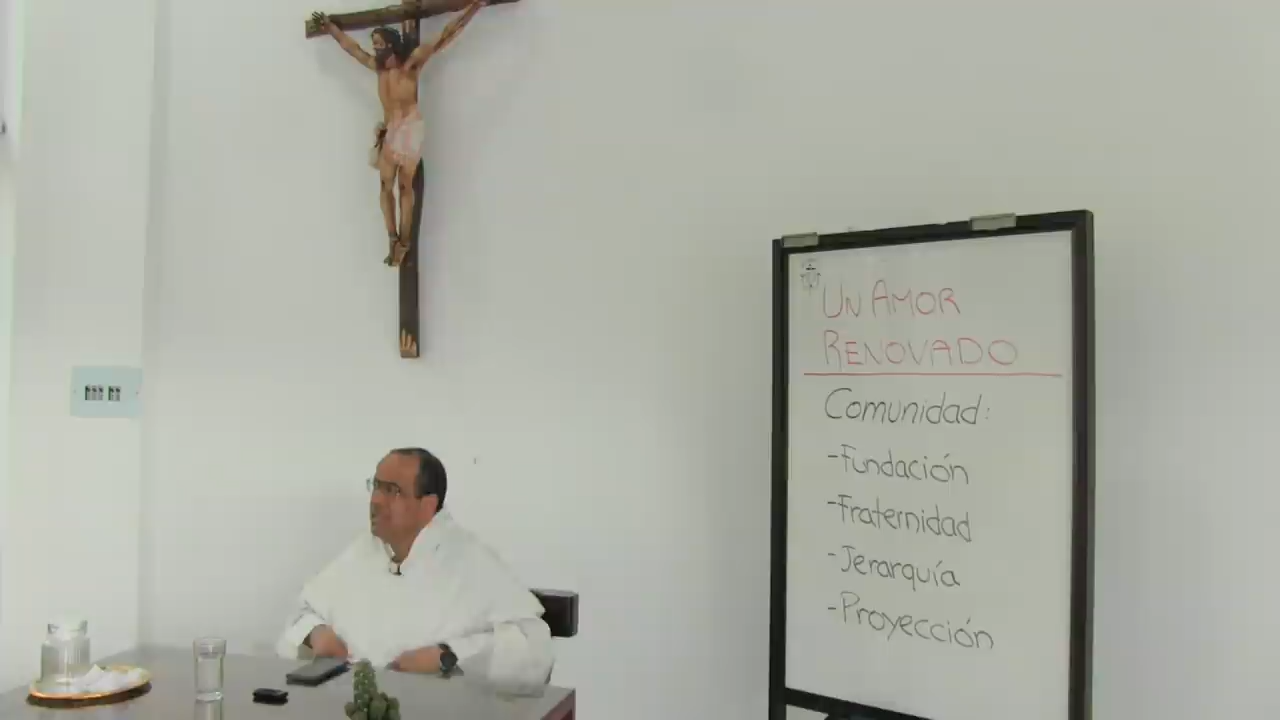 UN AMOR
RENOVADO
Comunidad:
-Fundación
-Fraternidad
-Jerarquía
-Proyección